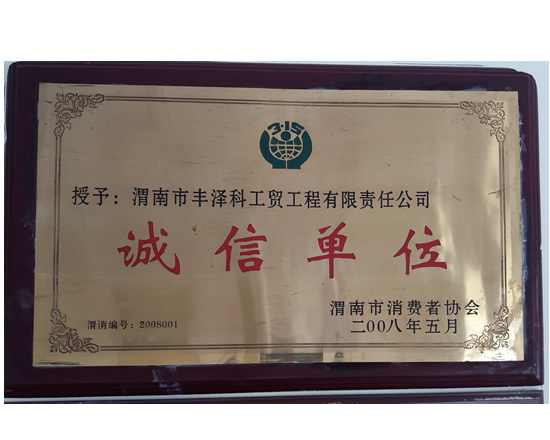 3·15
授予：渭南市丰泽科工贸工程有限责任公司
诚信单位
渭南市消费者协会
渭消编号：2008001
二00八年五月